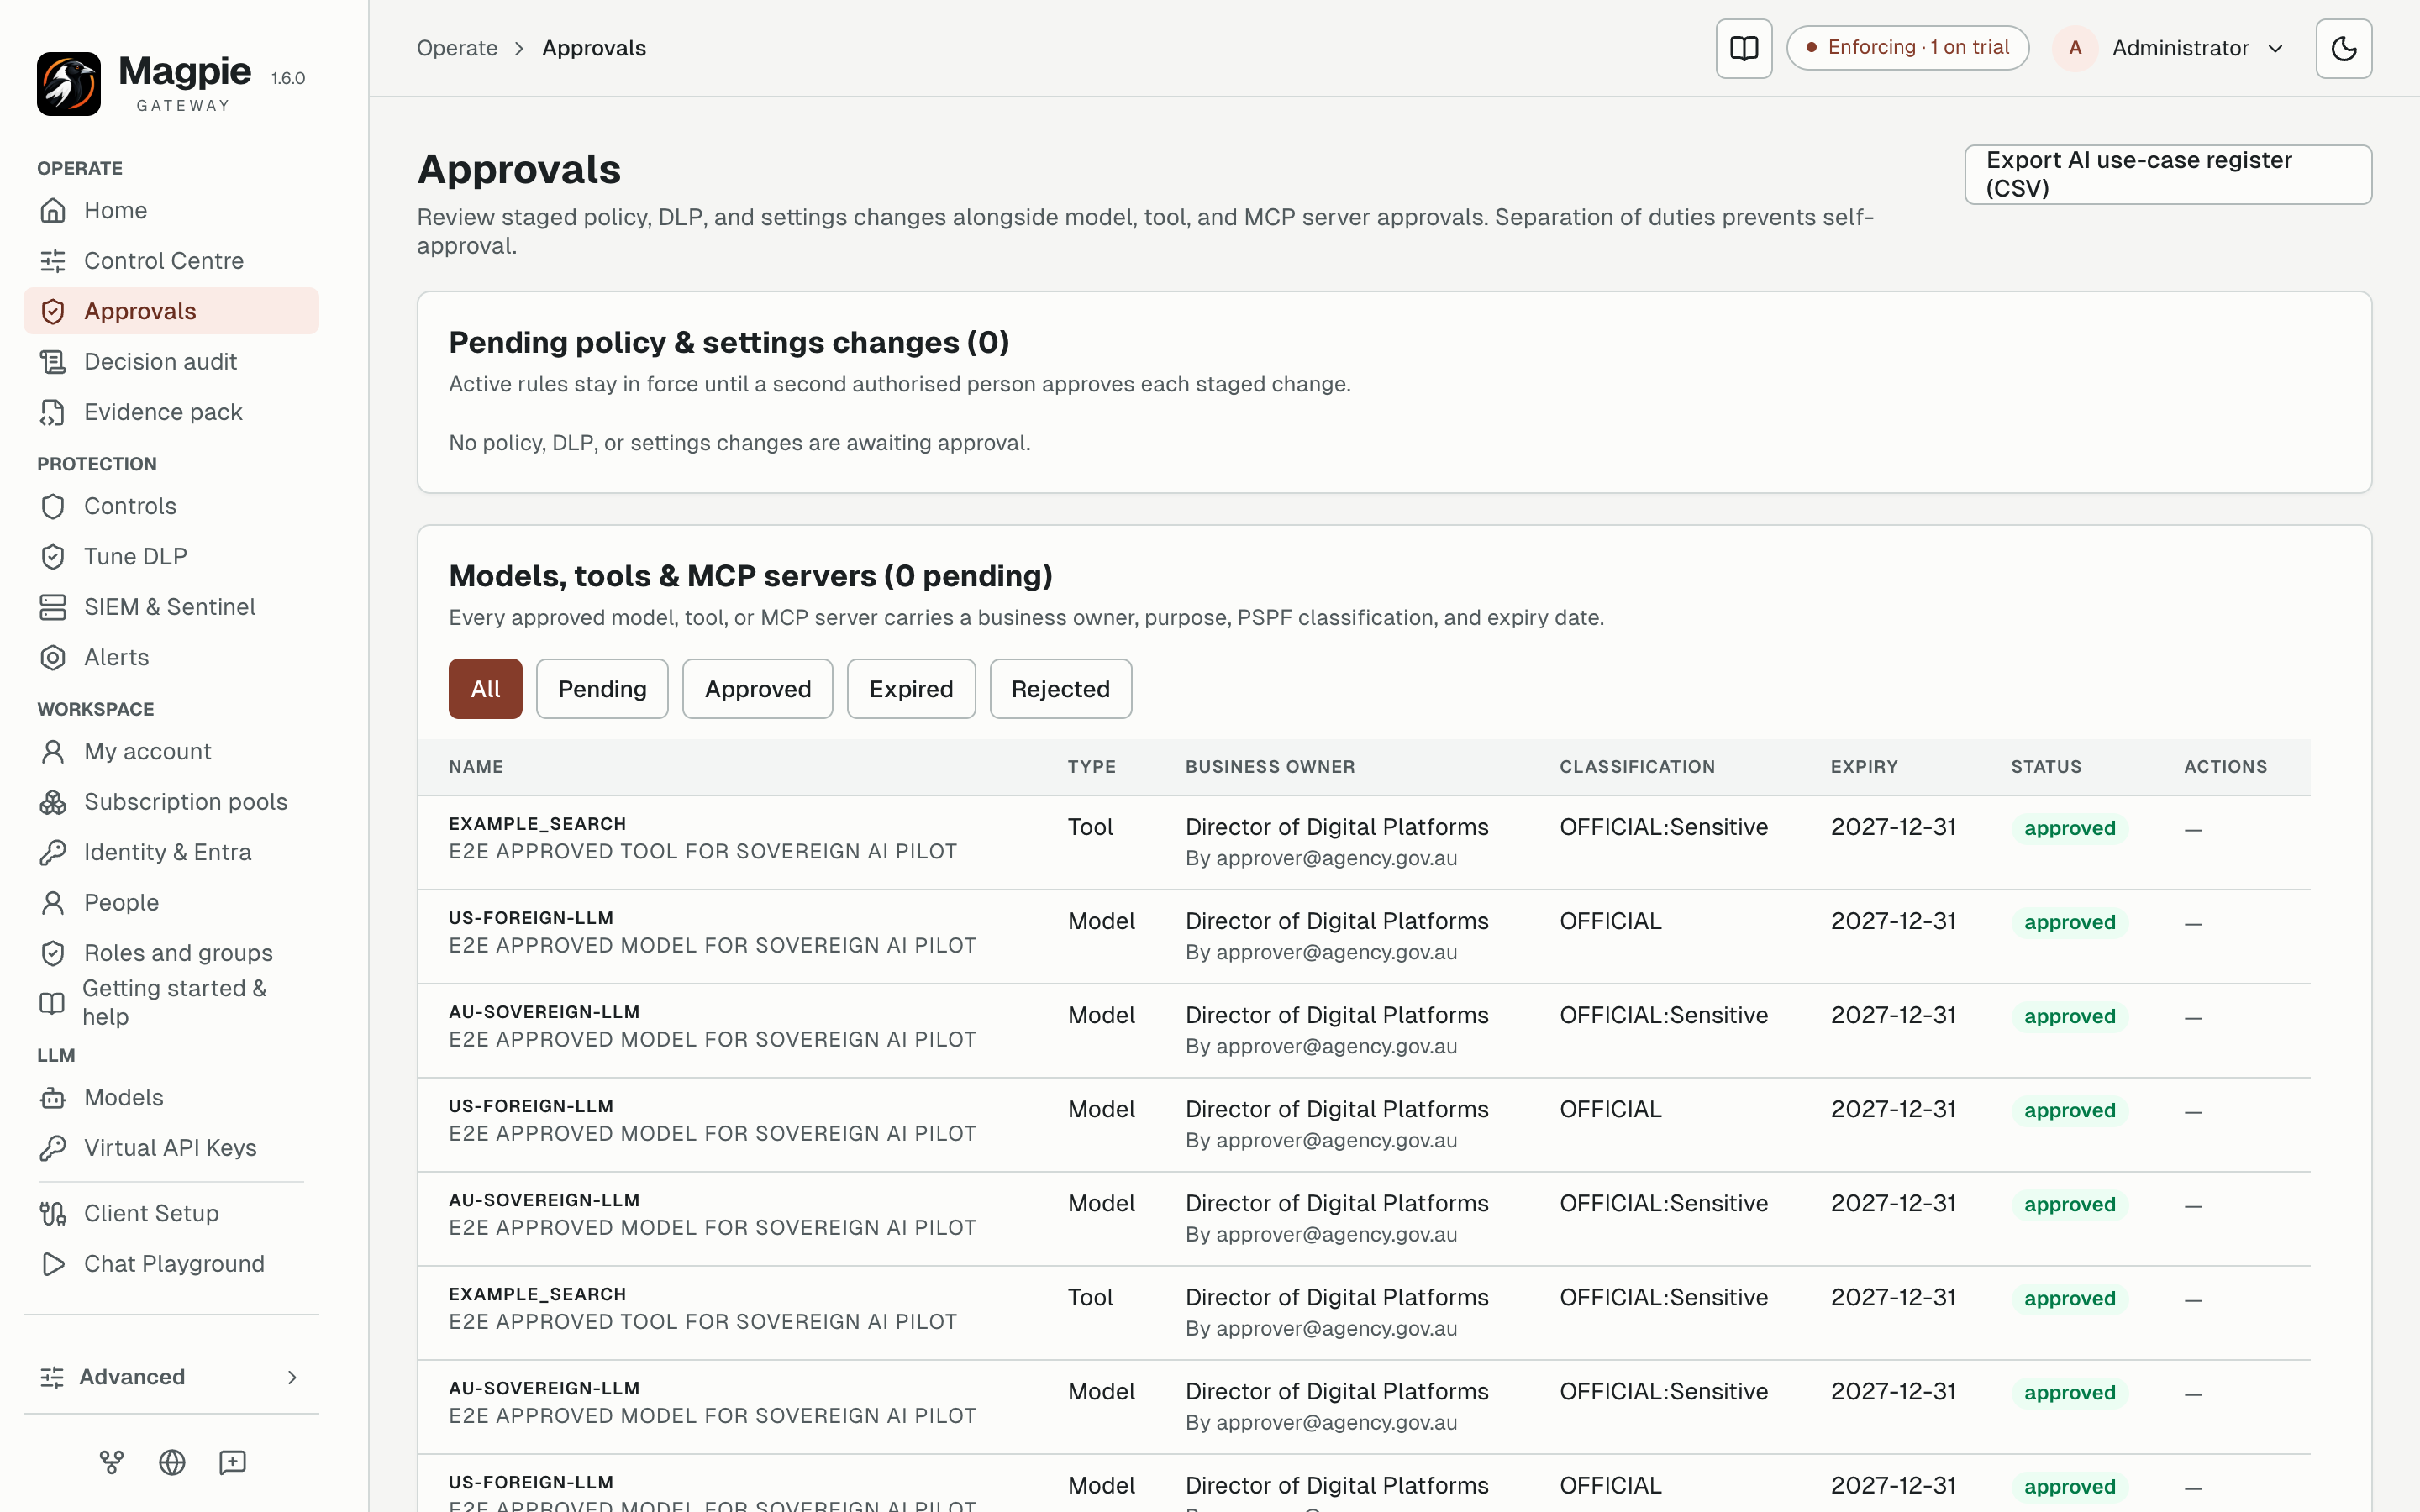 Magpie 1.6.0
GATEWAY
OPERATE
Home
Control Centre
Approvals
Decision audit
Evidence pack
PROTECTION
Controls
Tune DLP
SIEM & Sentinel
Alerts
WORKSPACE
My account
Subscription pools
Identity & Entra
People
Roles and groups
Getting started &
help
LLM
Models
Virtual API Keys
Client Setup
Chat Playground
Advanced
Operate Approvals
Enforcing · 1 on trial
A Administrator
Approvals
Export AI use-case register
(CSV)
Review staged policy, DLP, and settings changes alongside model, tool, and MCP server approvals. Separation of duties prevents self-
approval.
Pending policy & settings changes (0)
Active rules stay in force until a second authorised person approves each staged change.
No policy, DLP, or settings changes are awaiting approval.
Models, tools & MCP servers (0 pending)
Every approved model, tool, or MCP server carries a business owner, purpose, PSPF classification, and expiry date.
All Pending Approved Expired Rejected
NAME TYPE BUSINESS OWNER CLASSIFICATION EXPIRY STATUS ACTIONS
EXAMPLE_SEARCH Tool Director of Digital Platforms OFFICIAL:Sensitive 2027-12-31 approved —
E2E APPROVED TOOL FOR SOVEREIGN AI PILOT By approver@agency.gov.au
US-FOREIGN-LLM Model Director of Digital Platforms OFFICIAL 2027-12-31 approved —
E2E APPROVED MODEL FOR SOVEREIGN AI PILOT By approver@agency.gov.au
AU-SOVEREIGN-LLM Model Director of Digital Platforms OFFICIAL:Sensitive 2027-12-31 approved —
E2E APPROVED MODEL FOR SOVEREIGN AI PILOT By approver@agency.gov.au
US-FOREIGN-LLM Model Director of Digital Platforms OFFICIAL 2027-12-31 approved —
E2E APPROVED MODEL FOR SOVEREIGN AI PILOT By approver@agency.gov.au
AU-SOVEREIGN-LLM Model Director of Digital Platforms OFFICIAL:Sensitive 2027-12-31 approved —
E2E APPROVED MODEL FOR SOVEREIGN AI PILOT By approver@agency.gov.au
EXAMPLE_SEARCH Tool Director of Digital Platforms OFFICIAL:Sensitive 2027-12-31 approved —
E2E APPROVED TOOL FOR SOVEREIGN AI PILOT By approver@agency.gov.au
AU-SOVEREIGN-LLM Model Director of Digital Platforms OFFICIAL:Sensitive 2027-12-31 approved —
E2E APPROVED MODEL FOR SOVEREIGN AI PILOT By approver@agency.gov.au
US-FOREIGN-LLM Model Director of Digital Platforms OFFICIAL 2027-12-31 approved —
E2E APPROVED MODEL FOR SOVEREIGN AI PILOT